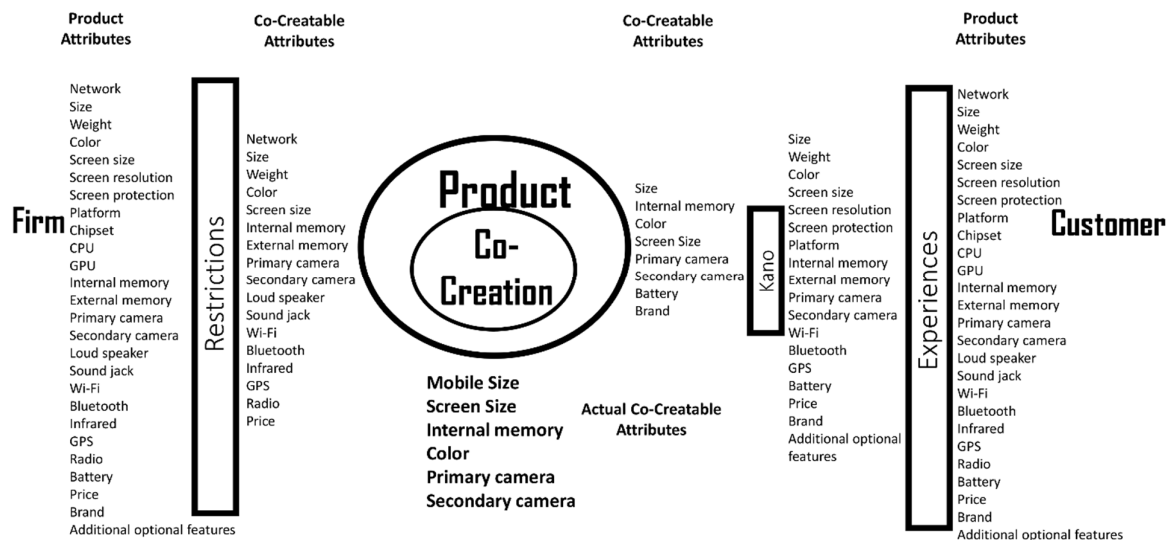 Product
Attributes
Co-Creatable
Attributes
Co-Creatable
Attributes
Product
Attributes
Firm
Network
Size
Weight
Color
Screen size
Screen resolution
Screen protection
Platform
Chipset
CPU
GPU
Internal memory
External memory
Primary camera
Secondary camera
Loud speaker
Sound jack
Wi-Fi
Bluetooth
Infrared
GPS
Radio
Battery
Price
Brand
Additional optional features
Restrictions
Network
Size
Weight
Color
Screen size
Internal memory
External memory
Primary camera
Secondary camera
Loud speaker
Sound jack
Wi-Fi
Bluetooth
Infrared
GPS
Radio
Price
Product
Co-
Creation
Mobile Size
Screen Size
Internal memory
Color
Primary camera
Secondary camera
Actual Co-Creatable
Attributes
Size
Internal memory
Color
Screen Size
Primary camera
Secondary camera
Battery
Brand
Kano
Size
Weight
Color
Screen size
Screen resolution
Screen protection
Platform
Internal memory
External memory
Primary camera
Secondary camera
Wi-Fi
Bluetooth
GPS
Battery
Price
Brand
Additional optional
features
Experiences
Network
Size
Weight
Color
Screen size
Screen resolution
Screen protection
Platform
Chipset
CPU
GPU
Internal memory
External memory
Primary camera
Secondary camera
Loud speaker
Sound jack
Wi-Fi
Bluetooth
Infrared
GPS
Radio
Battery
Price
Brand
Additional optional features
Customer